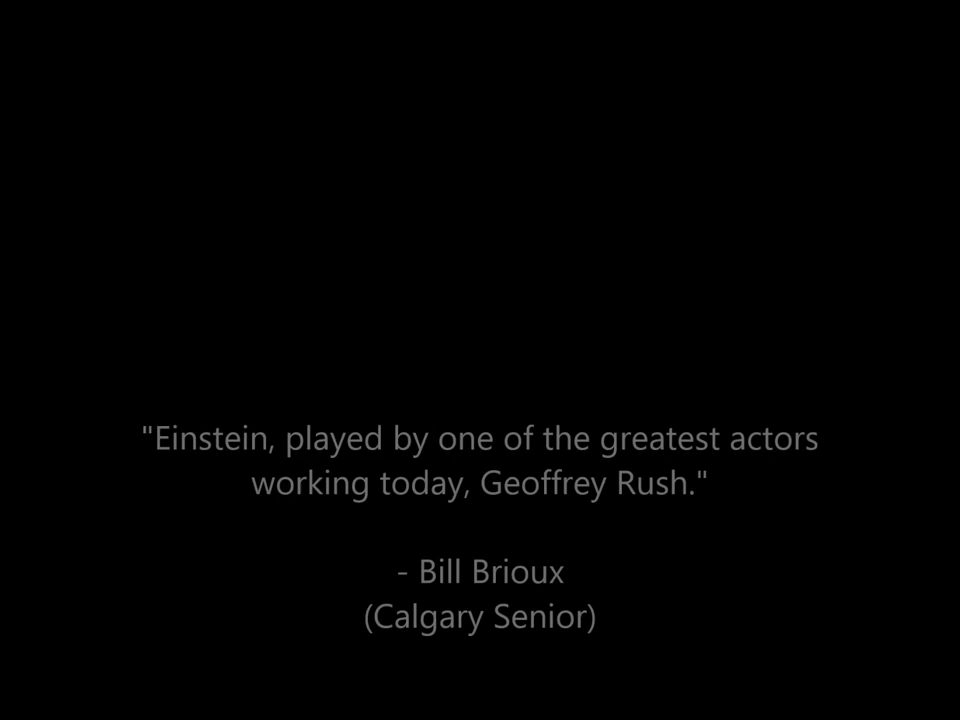 "Einstein, played by one of the greatest actors
working today, Geoffrey Rush."
- Bill Brioux
(Calgary Senior)